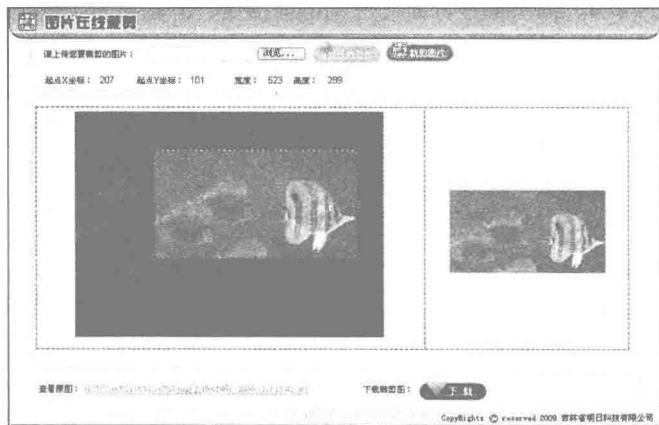 图片在线裁剪
请上传您要裁剪的图片： 浏览... 裁剪图片
起点X坐标： 207 起点Y坐标： 101 宽度： 523 高度： 289
查看原图：
下载裁剪图： 下载
CopyRights © reserved 2009 吉林省明日科技有限公司